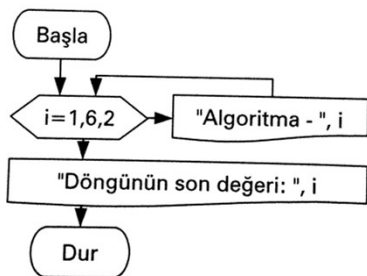 Başla
i=1,6,2
"Algoritma - ", i
"Döngünün son değeri: ", i
Dur